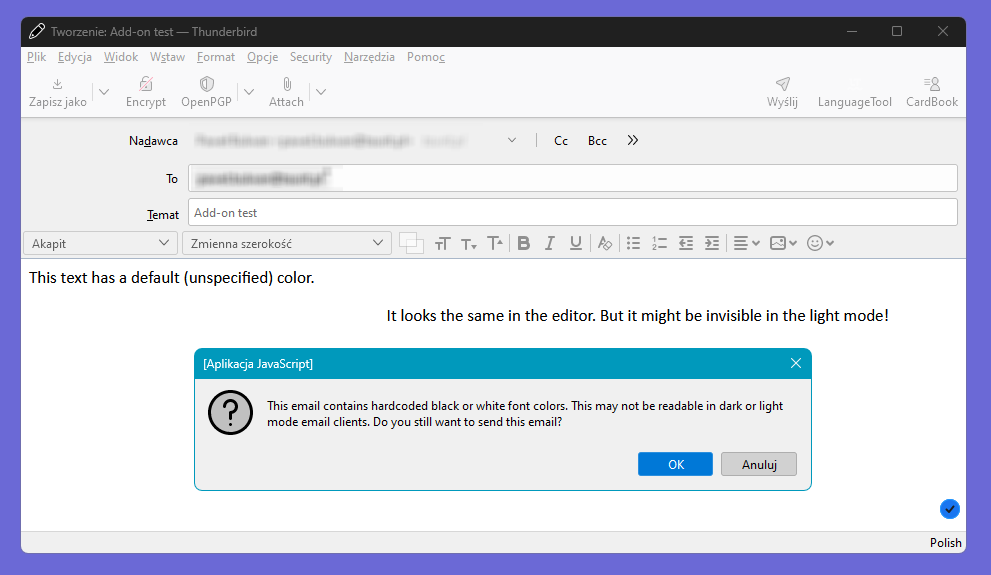 Tworzenie: Add-on test — Thunderbird
Plik Edycja Widok Wstaw Format Opcje Security Narzędzia Pomoc
Zapisz jako Encrypt OpenPGP Attach Wyślij LanguageTool CardBook
Nadawca Cc Bcc
To
Temat Add-on test
Akapit Zmienna szerokość
This text has a default (unspecified) color.
It looks the same in the editor. But it might be invisible in the light mode!
[Aplikacja JavaScript]
This email contains hardcoded black or white font colors. This may not be readable in dark or light
mode email clients. Do you still want to send this email?
OK Anuluj
Polish